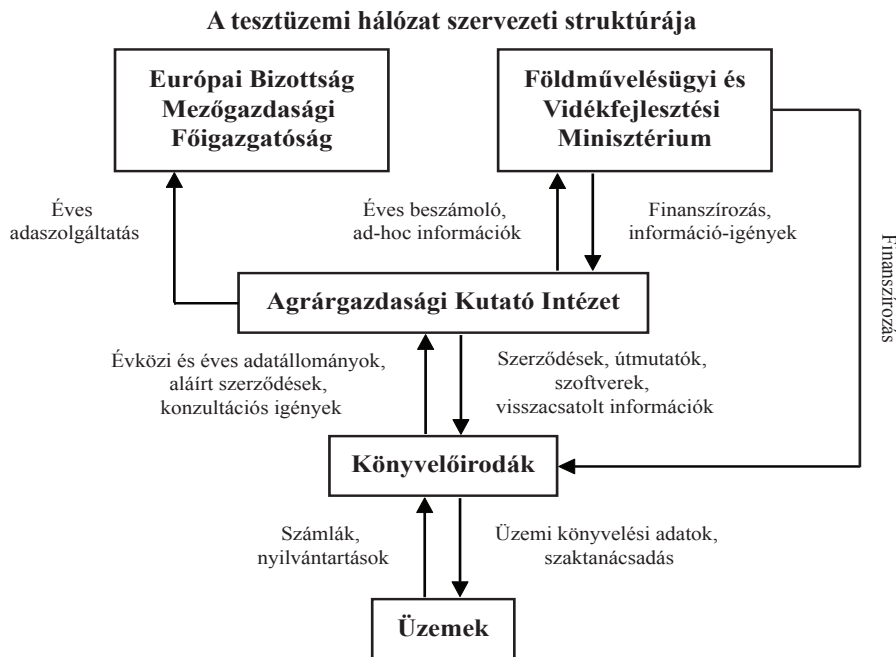 A tesztüzemi hálózat szervezeti struktúrája
Európai Bizottság
Mezőgazdasági
Főigazgatóság
Földművelésügyi és
Vidékfejlesztési
Minisztérium
Éves
adaszolgáltatás
Éves beszámoló,
ad-hoc információk
Finanszírozás,
információ-igények
Finanszírozás
Agrárgazdasági Kutató Intézet
Évközi és éves adatállományok,
aláírt szerződések,
konzultációs igények
Szerződések, útmutatók,
szoftverek,
visszacsatolt információk
Könyvelőirodák
Számlák,
nyilvántartások
Üzemi könyvelési adatok,
szaktanácsadás
Üzemek